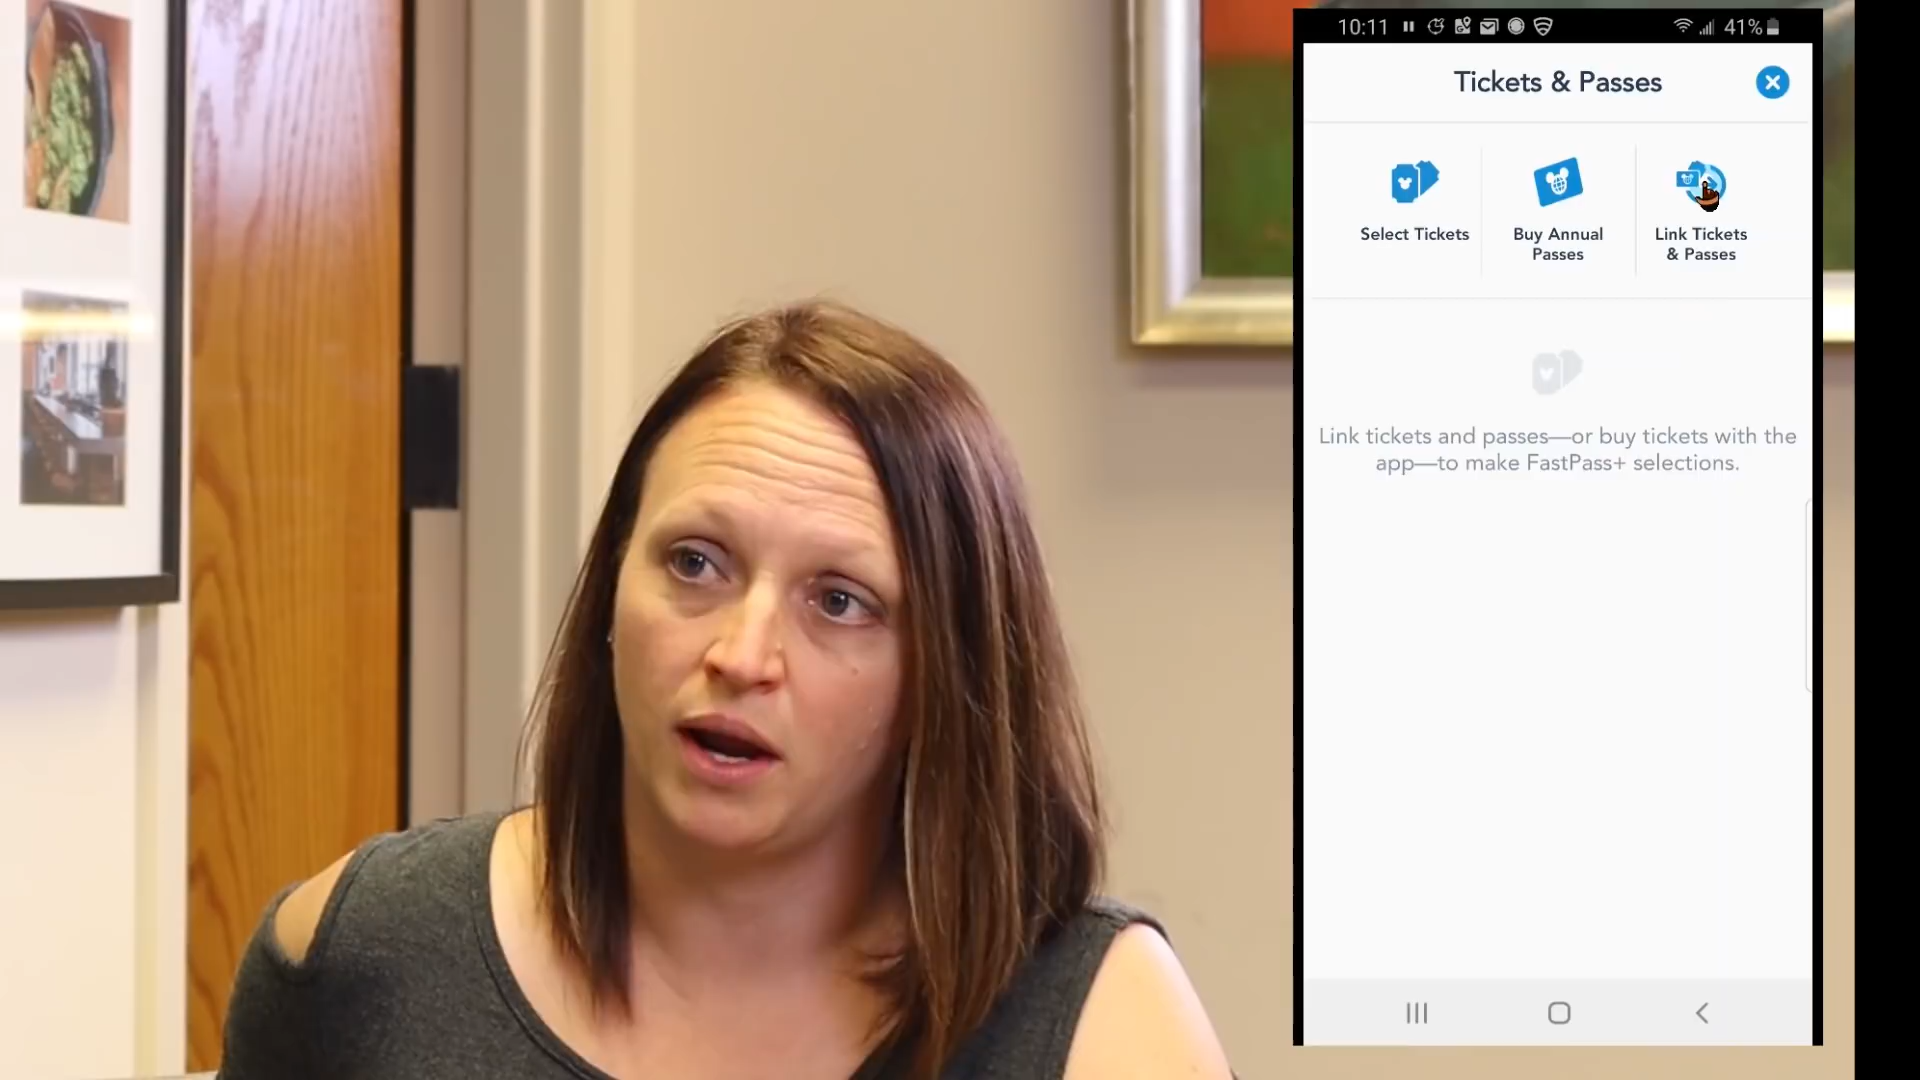 10:11
41%
Tickets & Passes
Select Tickets
Buy Annual
Passes
Link Tickets
& Passes
Link tickets and passes—or buy tickets with the
app—to make FastPass+ selections.